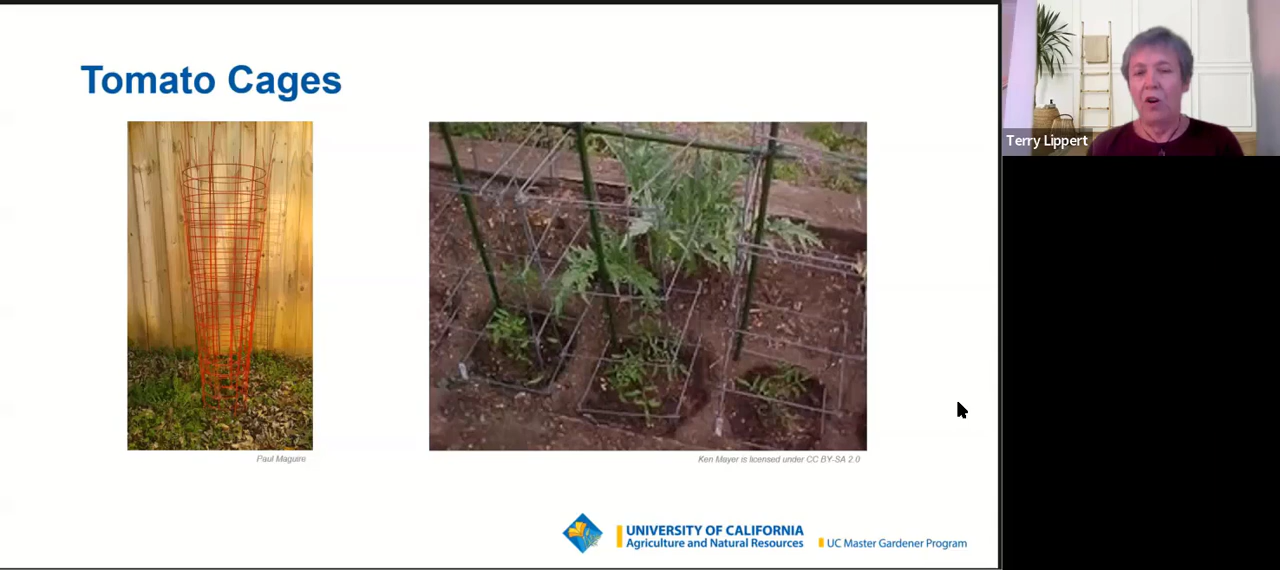 Tomato Cages
Terry Lippert
Paul Maguire
Ken Mayer is licensed under CC BY-SA 2.0
UNIVERSITY OF CALIFORNIA
Agriculture and Natural Resources
UC Master Gardener Program